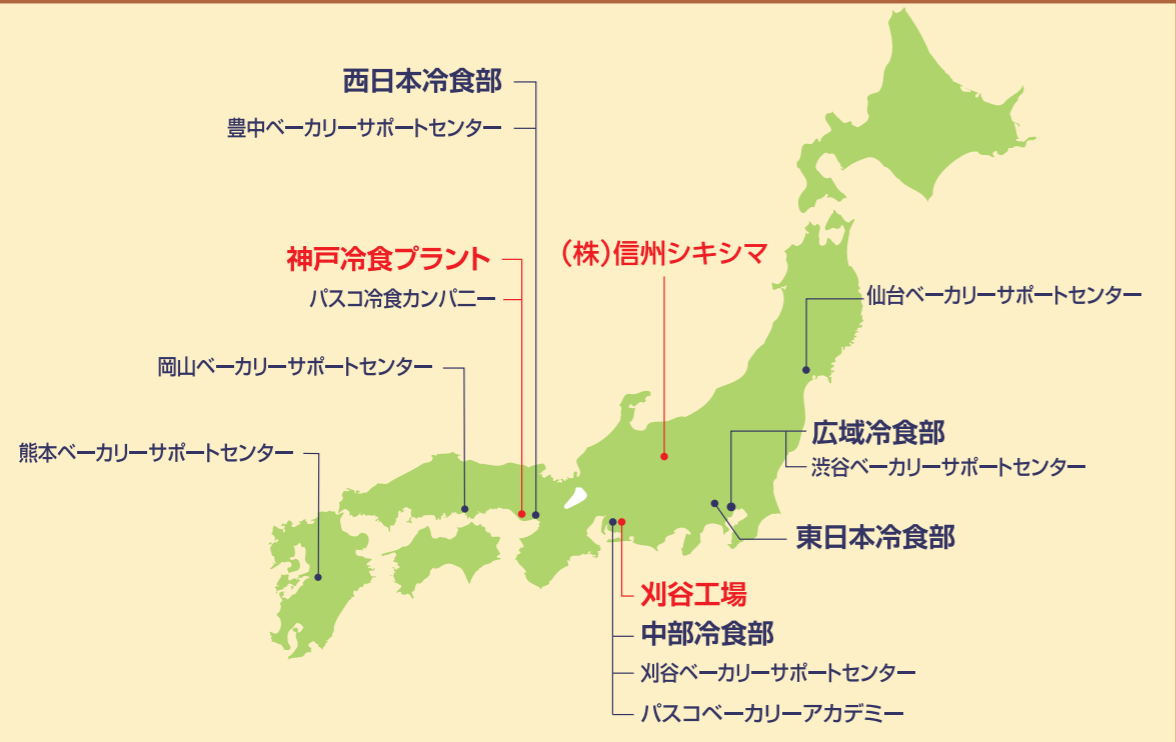 西日本冷食部
豊中ベーカリーサポートセンター
神戸冷食プラント
パスコ冷食カンパニー
岡山ベーカリーサポートセンター
熊本ベーカリーサポートセンター
(株)信州シキシマ
仙台ベーカリーサポートセンター
広域冷食部
渋谷ベーカリーサポートセンター
東日本冷食部
刈谷工場
中部冷食部
刈谷ベーカリーサポートセンター
パスコベーカリーアカデミー